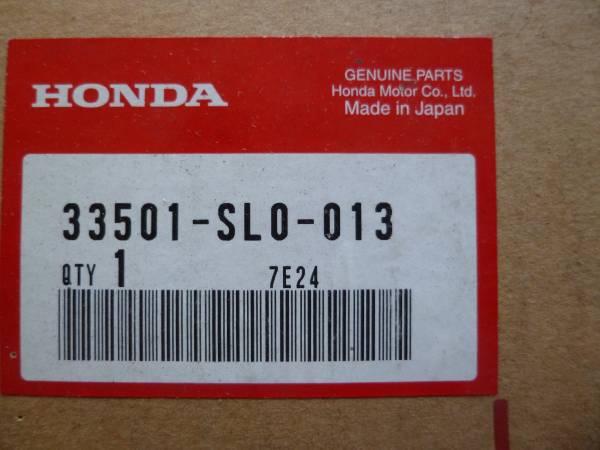 HONDA
GENUINE PARTS
Honda Motor Co., Ltd.
Made in Japan
33501-SL0-013
QTY 1 7E24